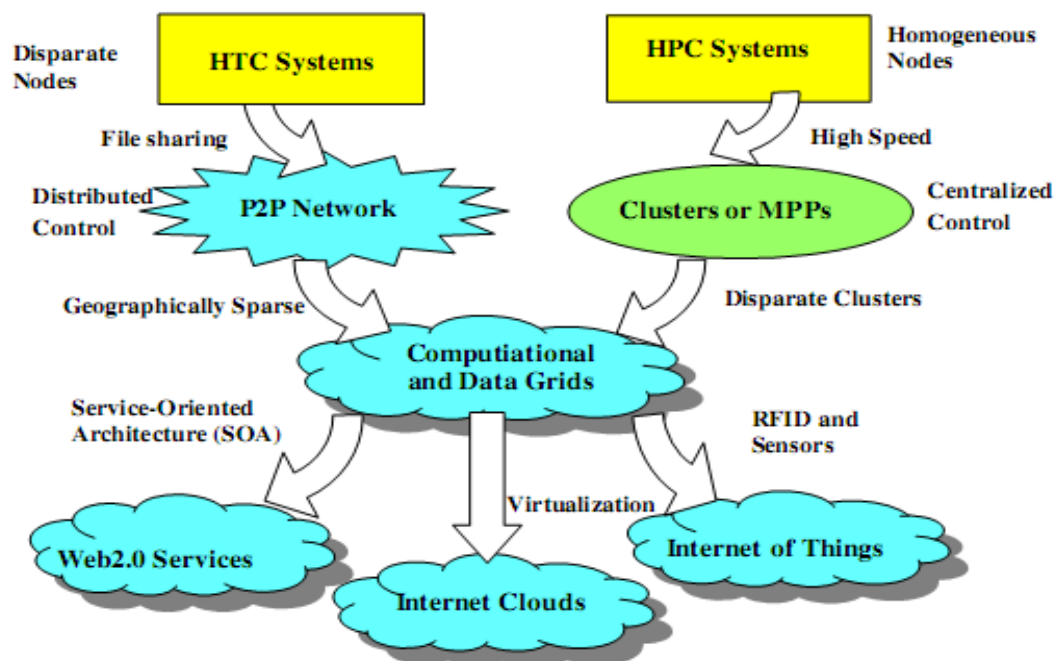 Disparate
Nodes
HTC Systems
HPC Systems
Homogeneous
Nodes
File sharing
High Speed
Distributed
Control
P2P Network
Clusters or MPPs
Centralized
Control
Geographically Sparse
Disparate Clusters
Computiational
and Data Grids
Service-Oriented
Architecture (SOA)
RFID and
Sensors
Virtualization
Web2.0 Services
Internet of Things
Internet Clouds